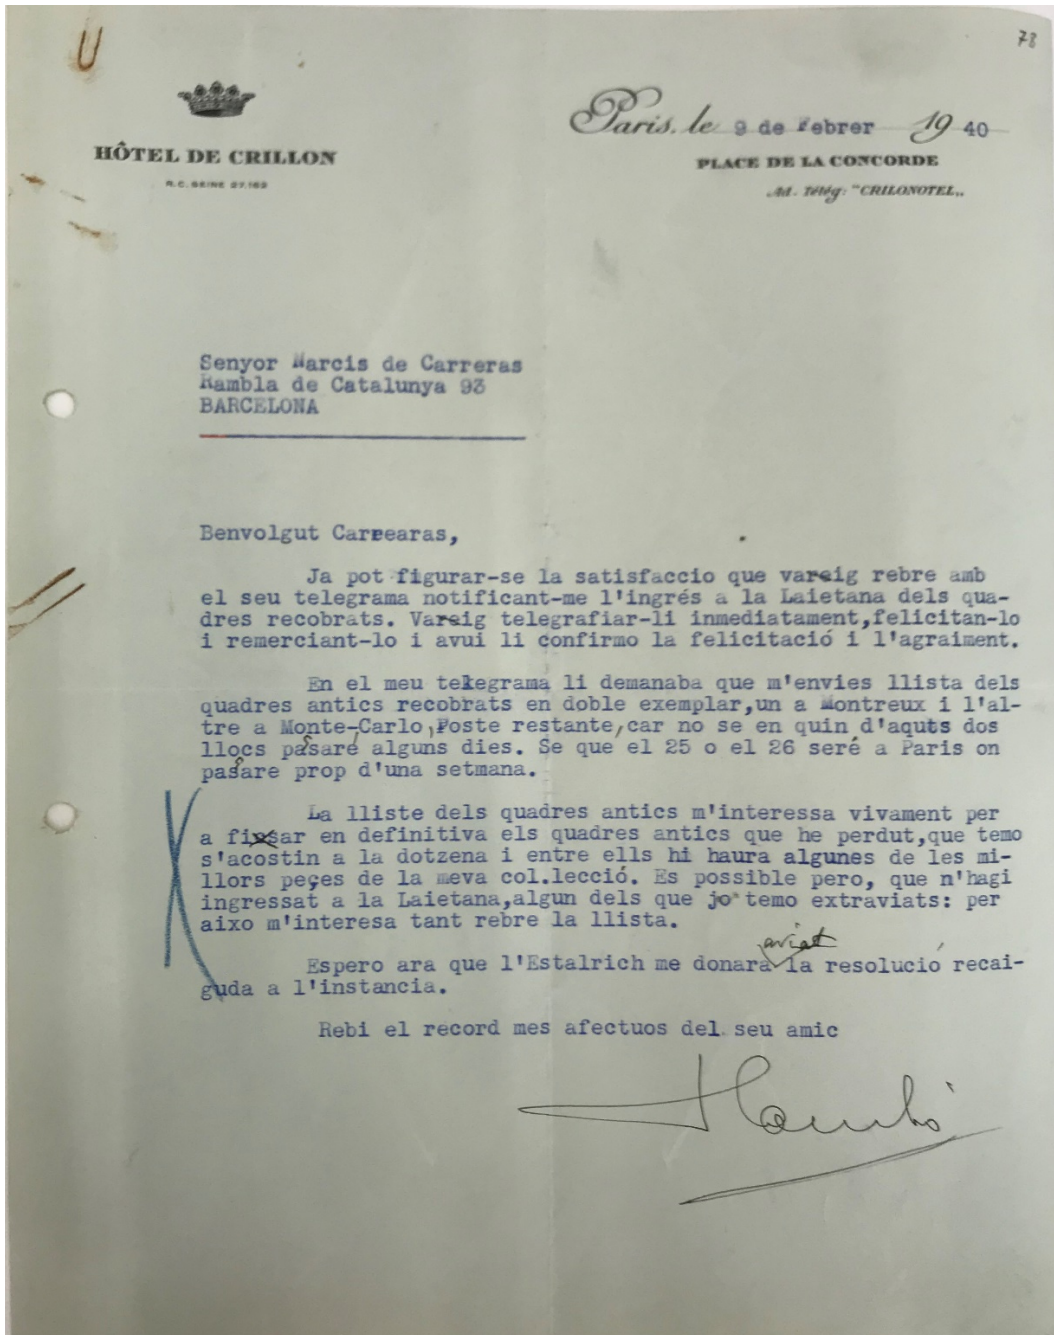 78
HÔTEL DE CRILLON
R.C. SEINE 27.169
Paris, le 9 de Febrer 19 40
PLACE DE LA CONCORDE
Ad. Télég: "CRILONOTEL"
Senyor Narcis de Carreras
Rambla de Catalunya 93
BARCELONA
Benvolgut Carrearas,
Ja pot figurar-se la satisfaccio que vareig rebre amb
el seu telegrama notificant-me l'ingrés a la Laietana dels qua-
dres recobrats. Vareig telegrafiar-li inmediatament,felicitan-lo
i remerciant-lo i avui li confirmo la felicitació i l'agraiment.
En el meu telegrama li demanaba que m'envies llista dels
quadres antics recobrats en doble exemplar,un a Montreux i l'al-
tre a Monte-Carlo,Poste restante,car no se en quin d'aquts dos
llocs passaré alguns dies. Se que el 25 o el 26 seré a Paris on
passare prop d'una setmana.
La lliste dels quadres antics m'interessa vivament per
a fixar en definitiva els quadres antics que he perdut,que temo
s'acostin a la dotzena i entre ells hi haura algunes de les mi-
llors peçes de la meva col.lecció. Es possible pero, que n'hagi
ingressat a la Laietana,algun dels que jo temo extraviats: per
aixo m'interesa tant rebre la llista.
Espero ara que l'Estalrich me donara aviat la resolució recai-
guda a l'instancia.
Rebi el record mes afectuos del seu amic
Cambó